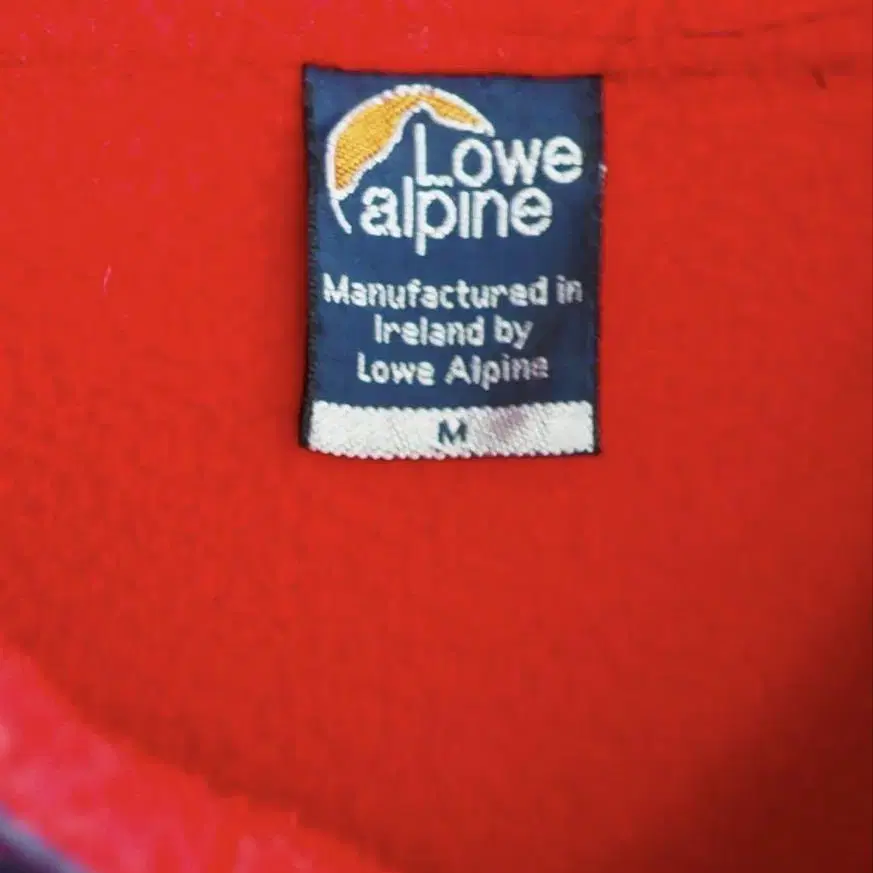 Lowe
alpine
Manufactured in
Ireland by
Lowe Alpine
M